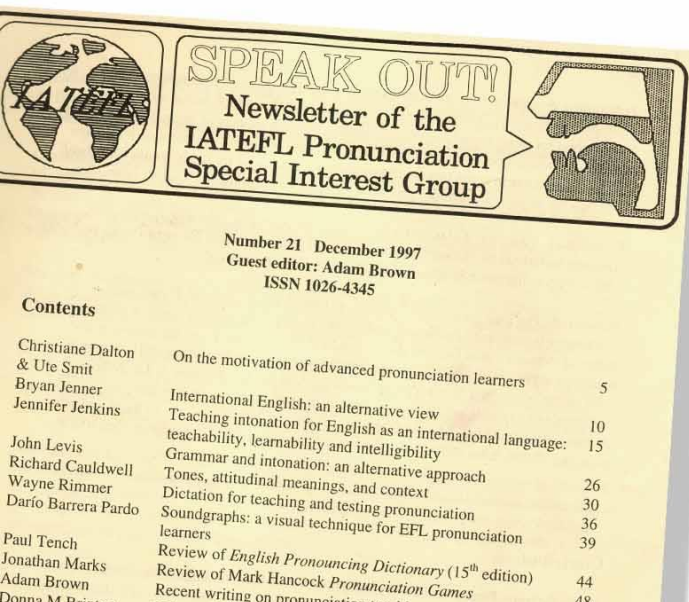 IATEFL
SPEAK OUT!
Newsletter of the
IATEFL Pronunciation
Special Interest Group
Number 21 December 1997
Guest editor: Adam Brown
ISSN 1026-4345
Contents
Christiane Dalton
& Ute Smit On the motivation of advanced pronunciation learners 5
Bryan Jenner International English: an alternative view 10
Jennifer Jenkins Teaching intonation for English as an international language: 15
teachability, learnability and intelligibility
John Levis Grammar and intonation: an alternative approach 26
Richard Cauldwell Tones, attitudinal meanings, and context 30
Wayne Rimmer Dictation for teaching and testing pronunciation 36
Darío Barrera Pardo Soundgraphs: a visual technique for EFL pronunciation 39
learners
Paul Tench Review of English Pronouncing Dictionary (15th edition) 44
Jonathan Marks Review of Mark Hancock Pronunciation Games 48
Adam Brown Recent writing on
Donna M